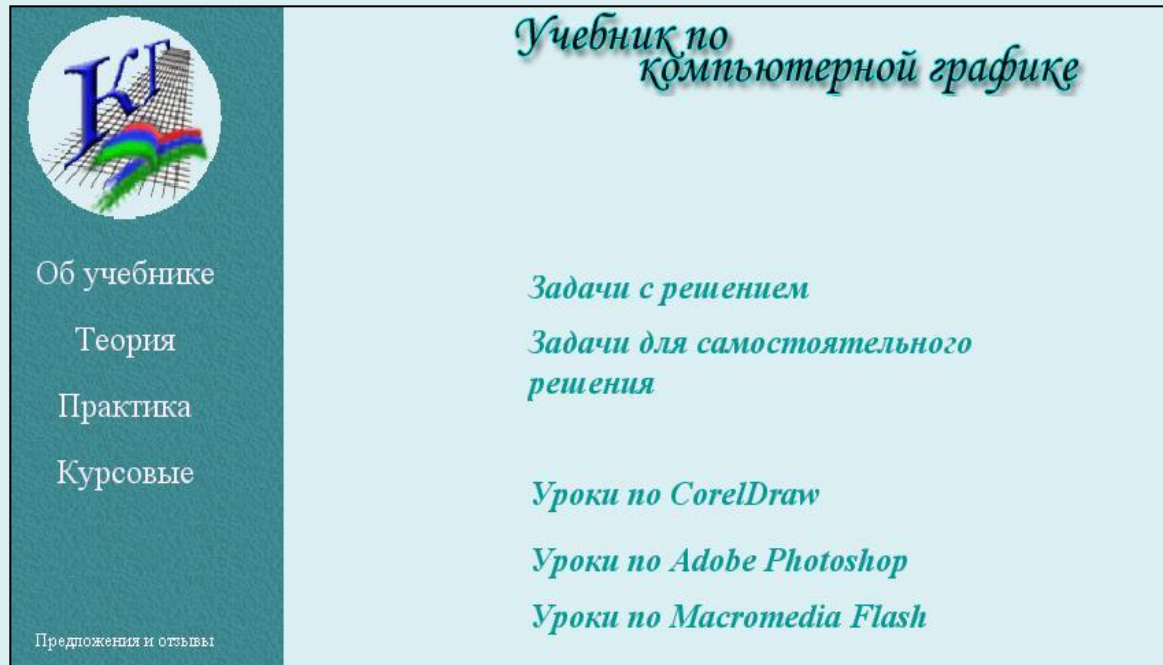 КГ
Учебник по
компьютерной графике
Об учебнике
Теория
Практика
Курсовые
Предложения и отзывы
Задачи с решением
Задачи для самостоятельного
решения
Уроки по CorelDraw
Уроки по Adobe Photoshop
Уроки по Macromedia Flash